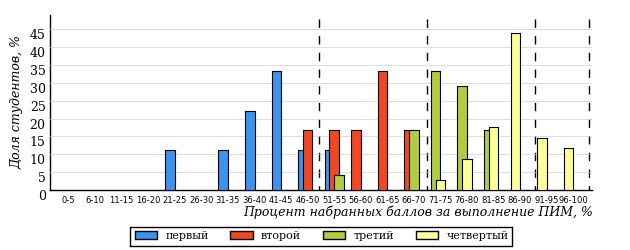 Доля студентов, %
45
40
35
30
25
20
15
10
5
0
0-5 6-10 11-15 16-20 21-25 26-30 31-35 36-40 41-45 46-50 51-55 56-60 61-65 66-70 71-75 76-80 81-85 86-90 91-95 96-100
Процент набранных баллов за выполнение ПИМ, %
первый второй третий четвертый